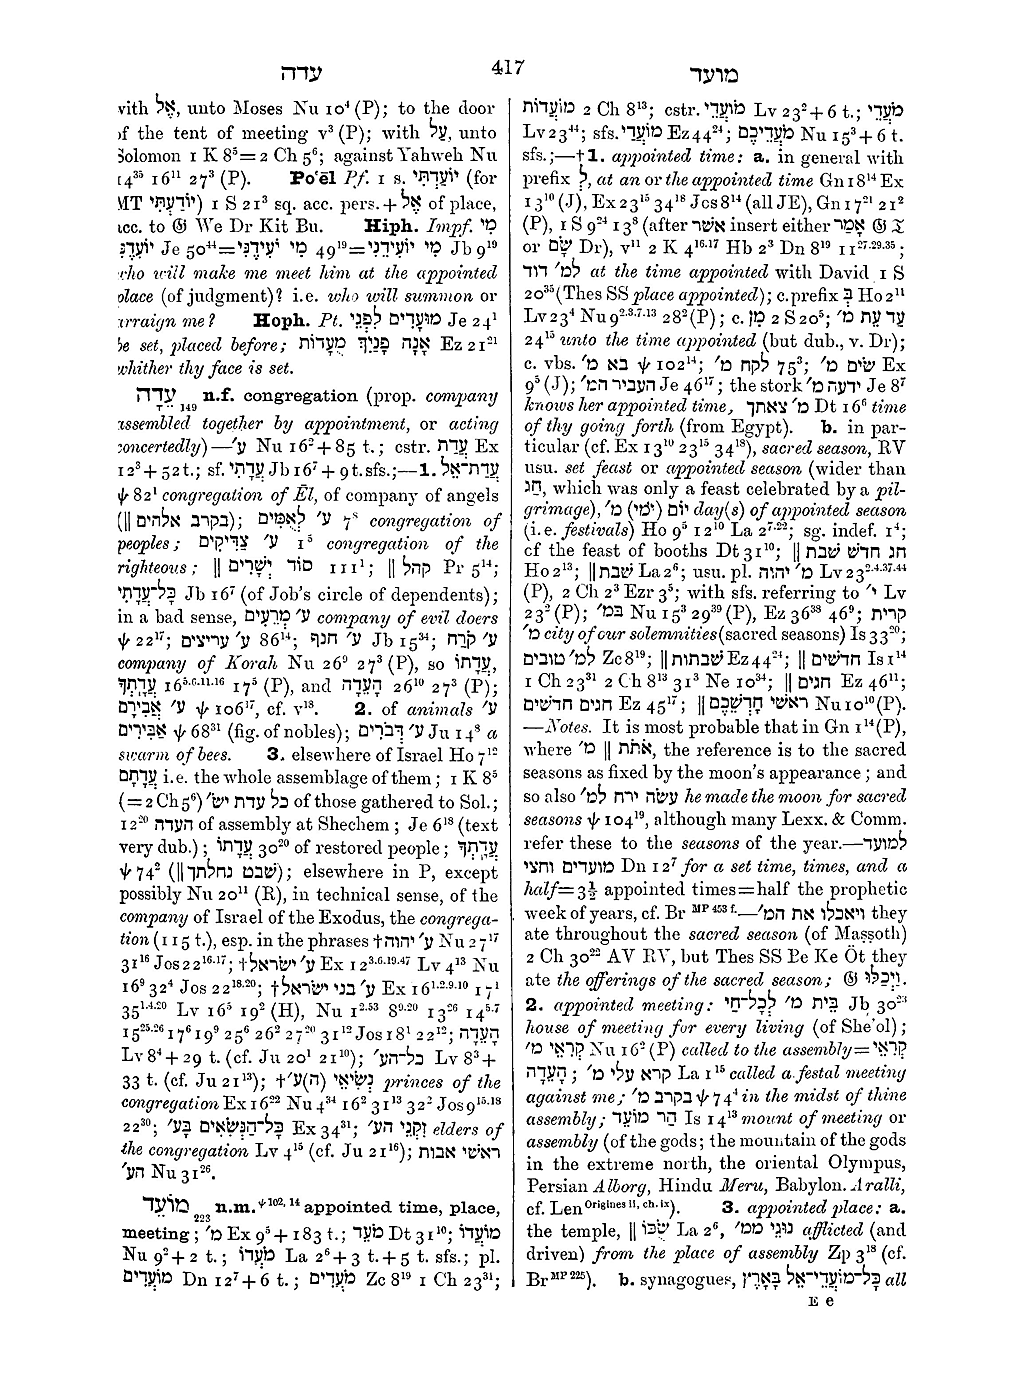 עדה
417
מועד
with אֶל, unto Moses Nu 10⁴ (P); to the door
of the tent of meeting v³ (P); with עַל, unto
Solomon 1 K 8⁵ = 2 Ch 5⁶; against Yahweh Nu
14³⁵ 16¹¹ 27³ (P). Po‘ēl Pf. 1 s. יוֹעַדְתִּי (for
MT יוֹדַעְתִּי) 1 S 21³ sq. acc. pers. + אֶל of place,
acc. to 𝔊 We Dr Kit Bu. Hiph. Impf. מִי
יוֹעִדֶנִּי Je 50⁴⁴ = מִי יֹעִידֶנִּי 49¹⁹ = מִי יוֹעִידֵנִי Jb 9¹⁹
who will make me meet him at the appointed
place (of judgment)? i.e. who will summon or
arraign me? Hoph. Pt. מוּעָדִים לִפְנֵי Je 24¹
be set, placed before; אָנָה פָּנַיִךְ מֻעָדוֹת Ez 21²¹
whither thy face is set.
עֵדָה 149 n.f. congregation (prop. company
assembled together by appointment, or acting
concertedly)—ע׳ Nu 16² + 85 t.; cstr. עֲדַת Ex
12³ + 52 t.; sf. עֲדָתִי Jb 16⁷ + 9 t. sfs.;—1. עֲדַת־אֵל
ψ 82¹ congregation of Ēl, of company of angels
(‖ בקרב אלהים); ע׳ לְאֻמִּים 7⁸ congregation of
peoples; ע׳ צַדִּיקִים 1⁵ congregation of the
righteous; ‖ סוֹד יְשָׁרִים 111¹; ‖ קהל Pr 5¹⁴;
כָּל־עֲדָתִי Jb 16⁷ (of Job's circle of dependents);
in a bad sense, ע׳ מְרֵעִים company of evil doers
ψ 22¹⁷; ע׳ עריצים 86¹⁴; ע׳ חנף Jb 15³⁴; ע׳ קֹרַח
company of Korah Nu 26⁹ 27³ (P), so עֲדָתוֹ,
עֲדָתְךָ 16⁵·⁶·¹¹·¹⁶ 17⁵ (P), and הָעֵדָה 26¹⁰ 27³ (P);
ע׳ אֲבִירָם ψ 106¹⁷, cf. v¹⁸. 2. of animals ע׳
אַבִּירִים ψ 68³¹ (fig. of nobles); ע׳ דְּבֹרִים Ju 14⁸ a
swarm of bees. 3. elsewhere of Israel Ho 7¹²
עֲדָתָם i.e. the whole assemblage of them; 1 K 8⁵
(= 2 Ch 5⁶) כל עדת יש׳ of those gathered to Sol.;
12²⁰ העדה of assembly at Shechem; Je 6¹⁸ (text
very dub.); עֲדָתוֹ 30²⁰ of restored people; עֲדָתְךָ
ψ 74² (‖ שבט נחלתך); elsewhere in P, except
possibly Nu 20¹¹ (R), in technical sense, of the
company of Israel of the Exodus, the congrega-
tion (115 t.), esp. in the phrases †ע׳ יהוה Nu 27¹⁷
31¹⁶ Jos 22¹⁶·¹⁷; †ע׳ ישראל Ex 12³·⁶·¹⁹·⁴⁷ Lv 4¹³ Nu
16⁹ 32⁴ Jos 22¹⁸·²⁰; †ע׳ בני ישראל Ex 16¹·²·⁹·¹⁰ 17¹
35¹·⁴·²⁰ Lv 16⁵ 19² (H), Nu 1²·⁵³ 8⁹·²⁰ 13²⁶ 14⁵·⁷
15²⁵·²⁶ 17⁶ 19⁹ 25⁶ 26² 27²⁰ 31¹² Jos 18¹ 22¹²; הָעֵדָה
Lv 8⁴ + 29 t. (cf. Ju 20¹ 21¹⁰); כל־הע׳ Lv 8³ +
33 t. (cf. Ju 21¹³); †נְשִׂיאֵי (ה)ע׳ princes of the
congregation Ex 16²² Nu 4³⁴ 16² 31¹³ 32² Jos 9¹⁵·¹⁸
22³⁰; כָּל־הַנְּשִׂאִים בָּע׳ Ex 34³¹; זִקְנֵי הע׳ elders of
the congregation Lv 4¹⁵ (cf. Ju 21¹⁶); ראשי אבות
הע׳ Nu 31²⁶.
מוֹעֵד 223 n.m. ψ 102, 14 appointed time, place,
meeting; מ׳ Ex 9⁵ + 183 t.; מֹעֵד Dt 31¹⁰; מוֹעֲדוֹ
Nu 9² + 2 t.; מֹעֲדוֹ La 2⁶ + 3 t. + 5 t. sfs.; pl.
מוֹעֲדִים Dn 12⁷ + 6 t.; מֹעֲדִים Zc 8¹⁹ 1 Ch 23³¹;
מוֹעֲדוֹת 2 Ch 8¹³; cstr. מוֹעֲדֵי Lv 23² + 6 t.; מֹעֲדֵי
Lv 23⁴⁴; sfs. מוֹעֲדַי Ez 44²⁴; מֹעֲדֵיכֶם Nu 15³ + 6 t.
sfs.;—†1. appointed time: a. in general with
prefix לְ, at an or the appointed time Gn 18¹⁴ Ex
13¹⁰ (J), Ex 23¹⁵ 34¹⁸ Jos 8¹⁴ (all JE), Gn 17²¹ 21²
(P), 1 S 9²⁴ 13⁸ (after אשר insert either אָמַר 𝔊 𝔗
or שָׂם Dr), v¹¹ 2 K 4¹⁶·¹⁷ Hb 2³ Dn 8¹⁹ 11²⁷·²⁹·³⁵;
למ׳ דוד at the time appointed with David 1 S
20³⁵ (Thes SS place appointed); c. prefix בְּ Ho 2¹¹
Lv 23⁴ Nu 9²·³·⁷·¹³ 28² (P); c. מִן 2 S 20⁵; עַד עֵת מ׳
24¹⁵ unto the time appointed (but dub., v. Dr);
c. vbs. בא מ׳ ψ 102¹⁴; לקח מ׳ 75³; שׂים מ׳ Ex
9⁵ (J); העביר המ׳ Je 46¹⁷; the stork ידעה מ׳ Je 8⁷
knows her appointed time, מ׳ צאתך Dt 16⁶ time
of thy going forth (from Egypt). b. in par-
ticular (cf. Ex 13¹⁰ 23¹⁵ 34¹⁸), sacred season, RV
usu. set feast or appointed season (wider than
חַג, which was only a feast celebrated by a pil-
grimage), יוֹם (יְמֵי) מ׳ day(s) of appointed season
(i.e. festivals) Ho 9⁵ 12¹⁰ La 2⁷·²²; sg. indef. 1⁴;
cf the feast of booths Dt 31¹⁰; ‖ חג חדש שבת
Ho 2¹³; ‖ שבת La 2⁶; usu. pl. מ׳ יהוה Lv 23²·⁴·³⁷·⁴⁴
(P), 2 Ch 2³ Ezr 3⁵; with sfs. referring to י׳ Lv
23² (P); במ׳ Nu 15³ 29³⁹ (P), Ez 36³⁸ 46⁹; קרית
מ׳ city of our solemnities (sacred seasons) Is 33²⁰;
למ׳ טובים Zc 8¹⁹; ‖ שבתות Ez 44²⁴; ‖ חדשים Is 1¹⁴
1 Ch 23³¹ 2 Ch 8¹³ 31³ Ne 10³⁴; ‖ חגים Ez 46¹¹;
חגים חדשים Ez 45¹⁷; ‖ ראשי חָדְשֵׁכֶם Nu 10¹⁰ (P).
—Notes. It is most probable that in Gn 1¹⁴ (P),
where מ׳ ‖ אֹתֹת, the reference is to the sacred
seasons as fixed by the moon's appearance; and
so also עשה ירח למ׳ he made the moon for sacred
seasons ψ 104¹⁹, although many Lexx. & Comm.
refer these to the seasons of the year.—למועד
מועדים וחצי Dn 12⁷ for a set time, times, and a
half = 3½ appointed times = half the prophetic
week of years, cf. Br MP 453 f.—ויאכלו את המ׳ they
ate throughout the sacred season (of Maṣṣoth)
2 Ch 30²² AV RV, but Thes SS Be Ke Öt they
ate the offerings of the sacred season; 𝔊 וַיְכַלּוּ.
2. appointed meeting: בֵּית מ׳ לְכָל־חָי Jb 30²³
house of meeting for every living (of She'ol);
קראי מ׳ Nu 16² (P) called to the assembly = קְרִאֵי
הָעֵדָה; קרא עלי מ׳ La 1¹⁵ called a festal meeting
against me; בקרב מ׳ ψ 74⁴ in the midst of thine
assembly; הַר מוֹעֵד Is 14¹³ mount of meeting or
assembly (of the gods; the mountain of the gods
in the extreme north, the oriental Olympus,
Persian Alborg, Hindu Meru, Babylon. Aralli,
cf. Len Origines II, ch. ix). 3. appointed place: a.
the temple, ‖ שֻׂכּוֹ La 2⁶, נוּגֵי ממ׳ afflicted (and
driven) from the place of assembly Zp 3¹⁸ (cf.
Br MP 225). b. synagogues, כָּל־מוֹעֲדֵי־אֵל בָּאָרֶץ all
E e